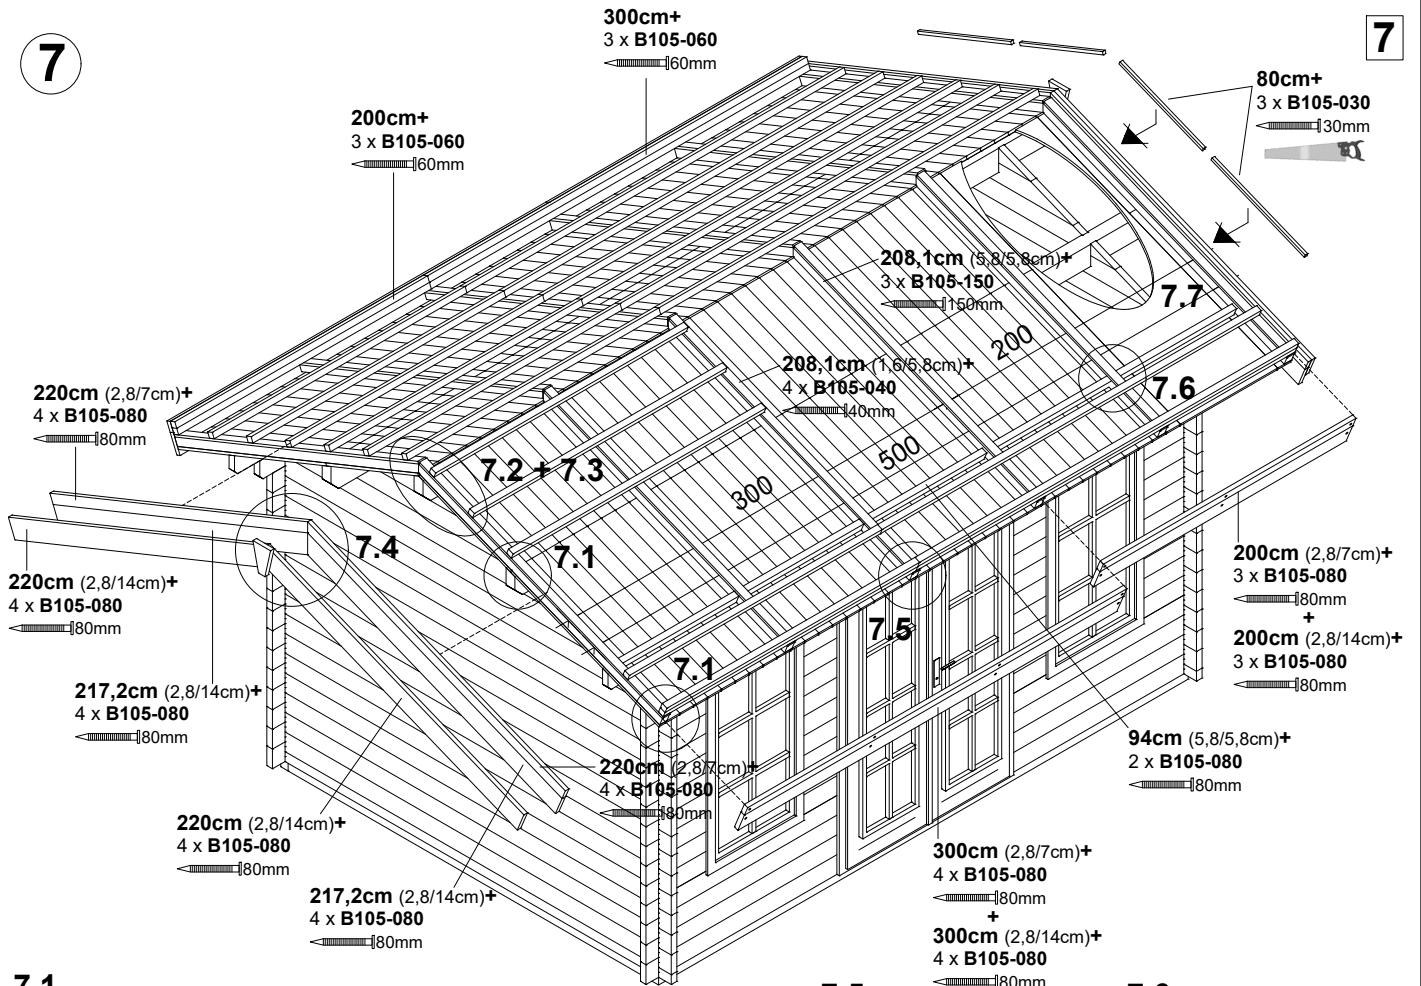 7
7
300cm+
3 x B105-060
60mm
80cm+
3 x B105-030
30mm
200cm+
3 x B105-060
60mm
208,1cm (5,8/5,8cm)+
3 x B105-150
150mm
7.7
200
208,1cm (1,6/5,8cm)+
4 x B105-040
40mm
220cm (2,8/7cm)+
4 x B105-080
80mm
7.6
7.2 + 7.3
500
300
7.4
7.1
220cm (2,8/14cm)+
4 x B105-080
80mm
200cm (2,8/7cm)+
3 x B105-080
80mm
+
200cm (2,8/14cm)+
3 x B105-080
80mm
7.5
7.1
217,2cm (2,8/14cm)+
4 x B105-080
80mm
94cm (5,8/5,8cm)+
2 x B105-080
80mm
220cm (2,8/7cm)+
4 x B105-080
80mm
220cm (2,8/14cm)+
4 x B105-080
80mm
300cm (2,8/7cm)+
4 x B105-080
80mm
+
300cm (2,8/14cm)+
4 x B105-080
80mm
217,2cm (2,8/14cm)+
4 x B105-080
80mm
7.1